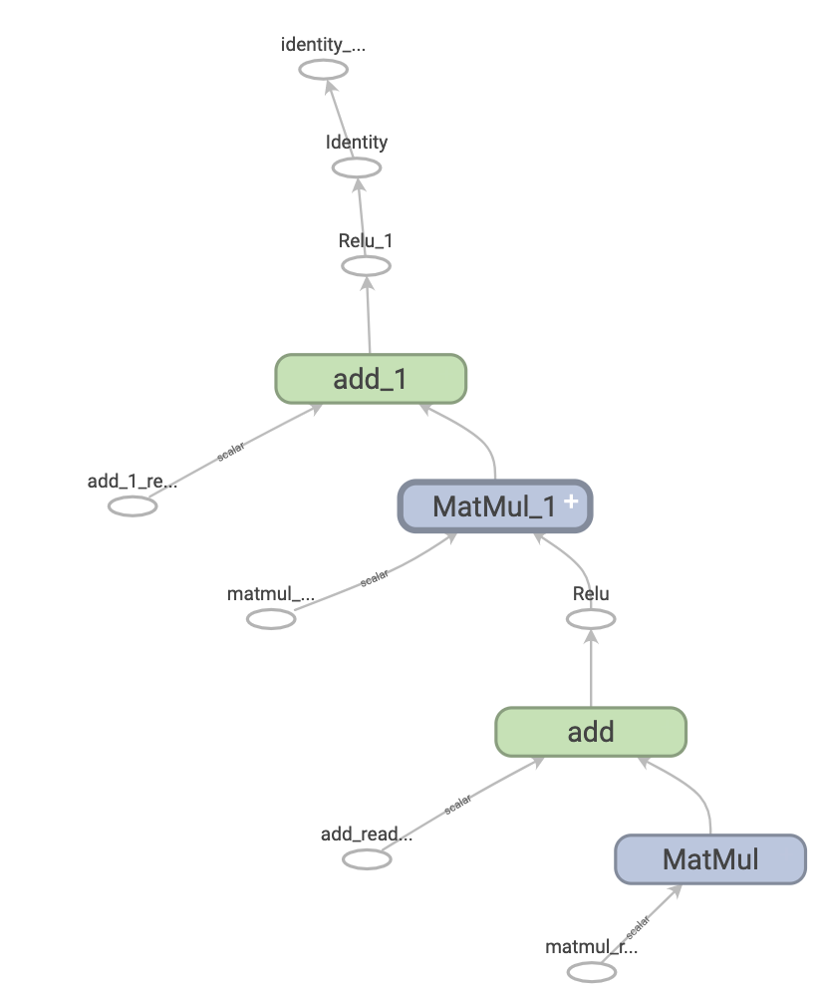 identity_...
Identity
Relu_1
add_1
scalar
add_1_re...
MatMul_1 +
scalar
matmul_...
Relu
add
scalar
add_read...
MatMul
scalar
matmul_r...